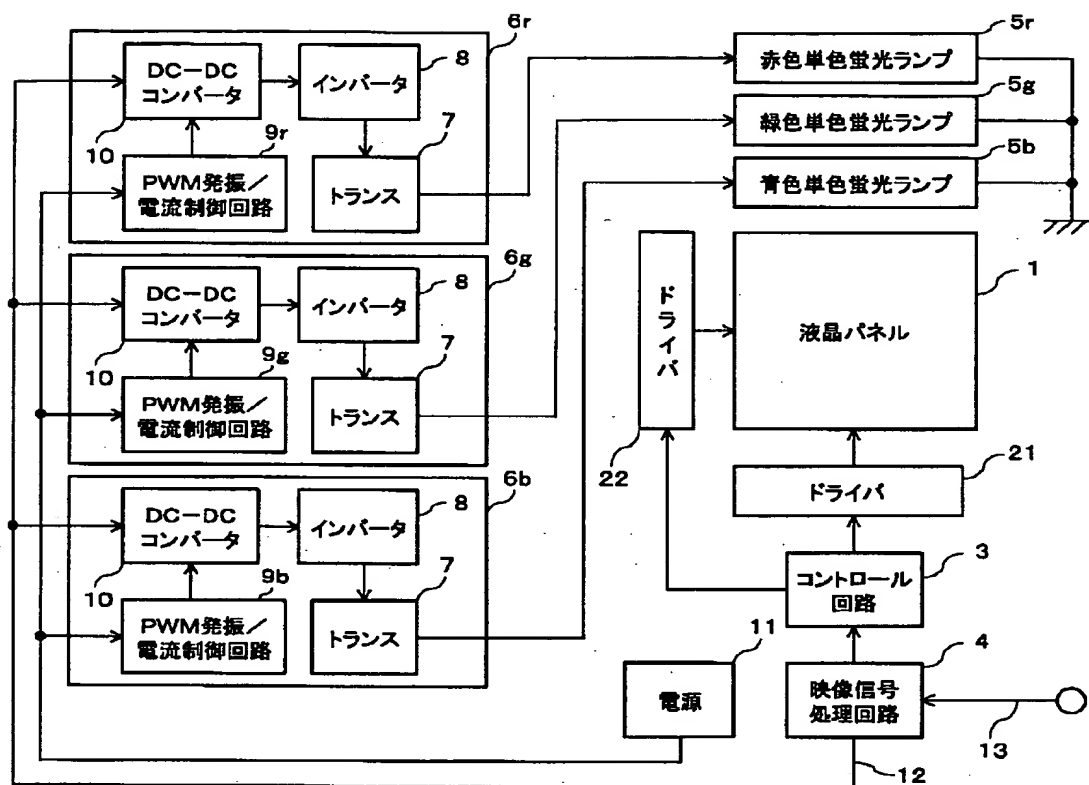 6r
DC－DC
コンバータ
インバータ
8
10
9r
PWM発振／
電流制御回路
7
トランス
6g
DC－DC
コンバータ
インバータ
8
10
9g
PWM発振／
電流制御回路
7
トランス
6b
DC－DC
コンバータ
インバータ
8
10
9b
PWM発振／
電流制御回路
7
トランス
5r
赤色単色蛍光ランプ
5g
緑色単色蛍光ランプ
5b
青色単色蛍光ランプ
ドライバ
22
1
液晶パネル
21
ドライバ
3
コントロール
回路
11
電源
4
映像信号
処理回路
13
12